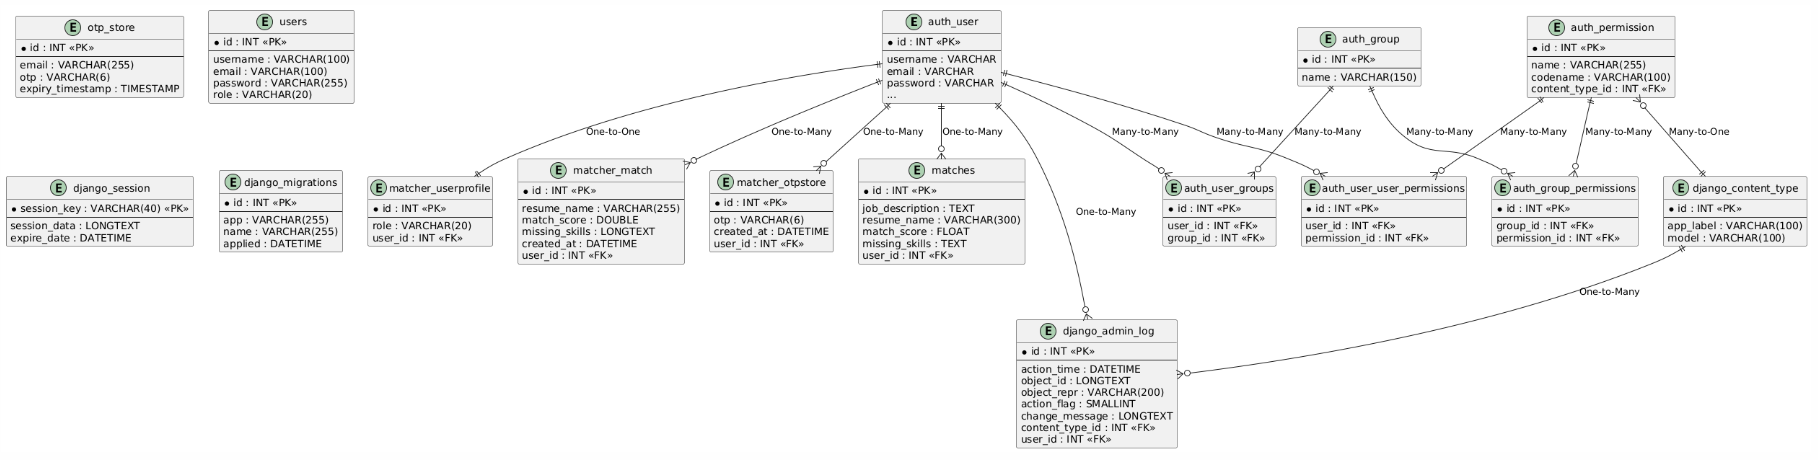 E otp_store
• id : INT «PK»
email : VARCHAR(255)
otp : VARCHAR(6)
expiry_timestamp : TIMESTAMP
E users
• id : INT «PK»
username : VARCHAR(100)
email : VARCHAR(100)
password : VARCHAR(255)
role : VARCHAR(20)
E auth_user
• id : INT «PK»
username : VARCHAR
email : VARCHAR
password : VARCHAR
...
E auth_group
• id : INT «PK»
name : VARCHAR(150)
E auth_permission
• id : INT «PK»
name : VARCHAR(255)
codename : VARCHAR(100)
content_type_id : INT «FK»
One-to-One
One-to-Many
One-to-Many
One-to-Many
Many-to-Many
Many-to-Many
Many-to-Many
Many-to-Many
Many-to-Many
Many-to-One
E django_session
• session_key : VARCHAR(40) «PK»
session_data : LONGTEXT
expire_date : DATETIME
E django_migrations
• id : INT «PK»
app : VARCHAR(255)
name : VARCHAR(255)
applied : DATETIME
E matcher_userprofile
• id : INT «PK»
role : VARCHAR(20)
user_id : INT «FK»
E matcher_match
• id : INT «PK»
resume_name : VARCHAR(255)
match_score : DOUBLE
missing_skills : LONGTEXT
created_at : DATETIME
user_id : INT «FK»
E matcher_otpstore
• id : INT «PK»
otp : VARCHAR(6)
created_at : DATETIME
user_id : INT «FK»
E matches
• id : INT «PK»
job_description : TEXT
resume_name : VARCHAR(300)
match_score : FLOAT
missing_skills : TEXT
user_id : INT «FK»
One-to-Many
E auth_user_groups
• id : INT «PK»
user_id : INT «FK»
group_id : INT «FK»
E auth_user_user_permissions
• id : INT «PK»
user_id : INT «FK»
permission_id : INT «FK»
E auth_group_permissions
• id : INT «PK»
group_id : INT «FK»
permission_id : INT «FK»
E django_content_type
• id : INT «PK»
app_label : VARCHAR(100)
model : VARCHAR(100)
One-to-Many
E django_admin_log
• id : INT «PK»
action_time : DATETIME
object_id : LONGTEXT
object_repr : VARCHAR(200)
action_flag : SMALLINT
change_message : LONGTEXT
content_type_id : INT «FK»
user_id : INT «FK»